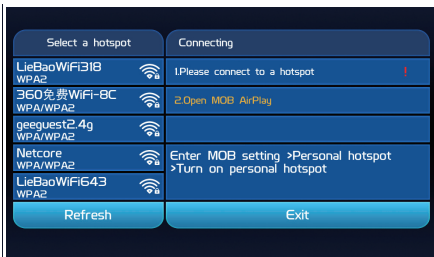 Select a hotspot
Connecting
LieBaoWiFi318
WPA2
1.Please connect to a hotspot !
360免费WiFi-8C
WPA/WPA2
2.Open MOB AirPlay
geeguest2.4g
WPA/WPA2
Netcore
WPA/WPA2
Enter MOB setting >Personal hotspot
>Turn on personal hotspot
LieBaoWiFi643
WPA2
Refresh
Exit